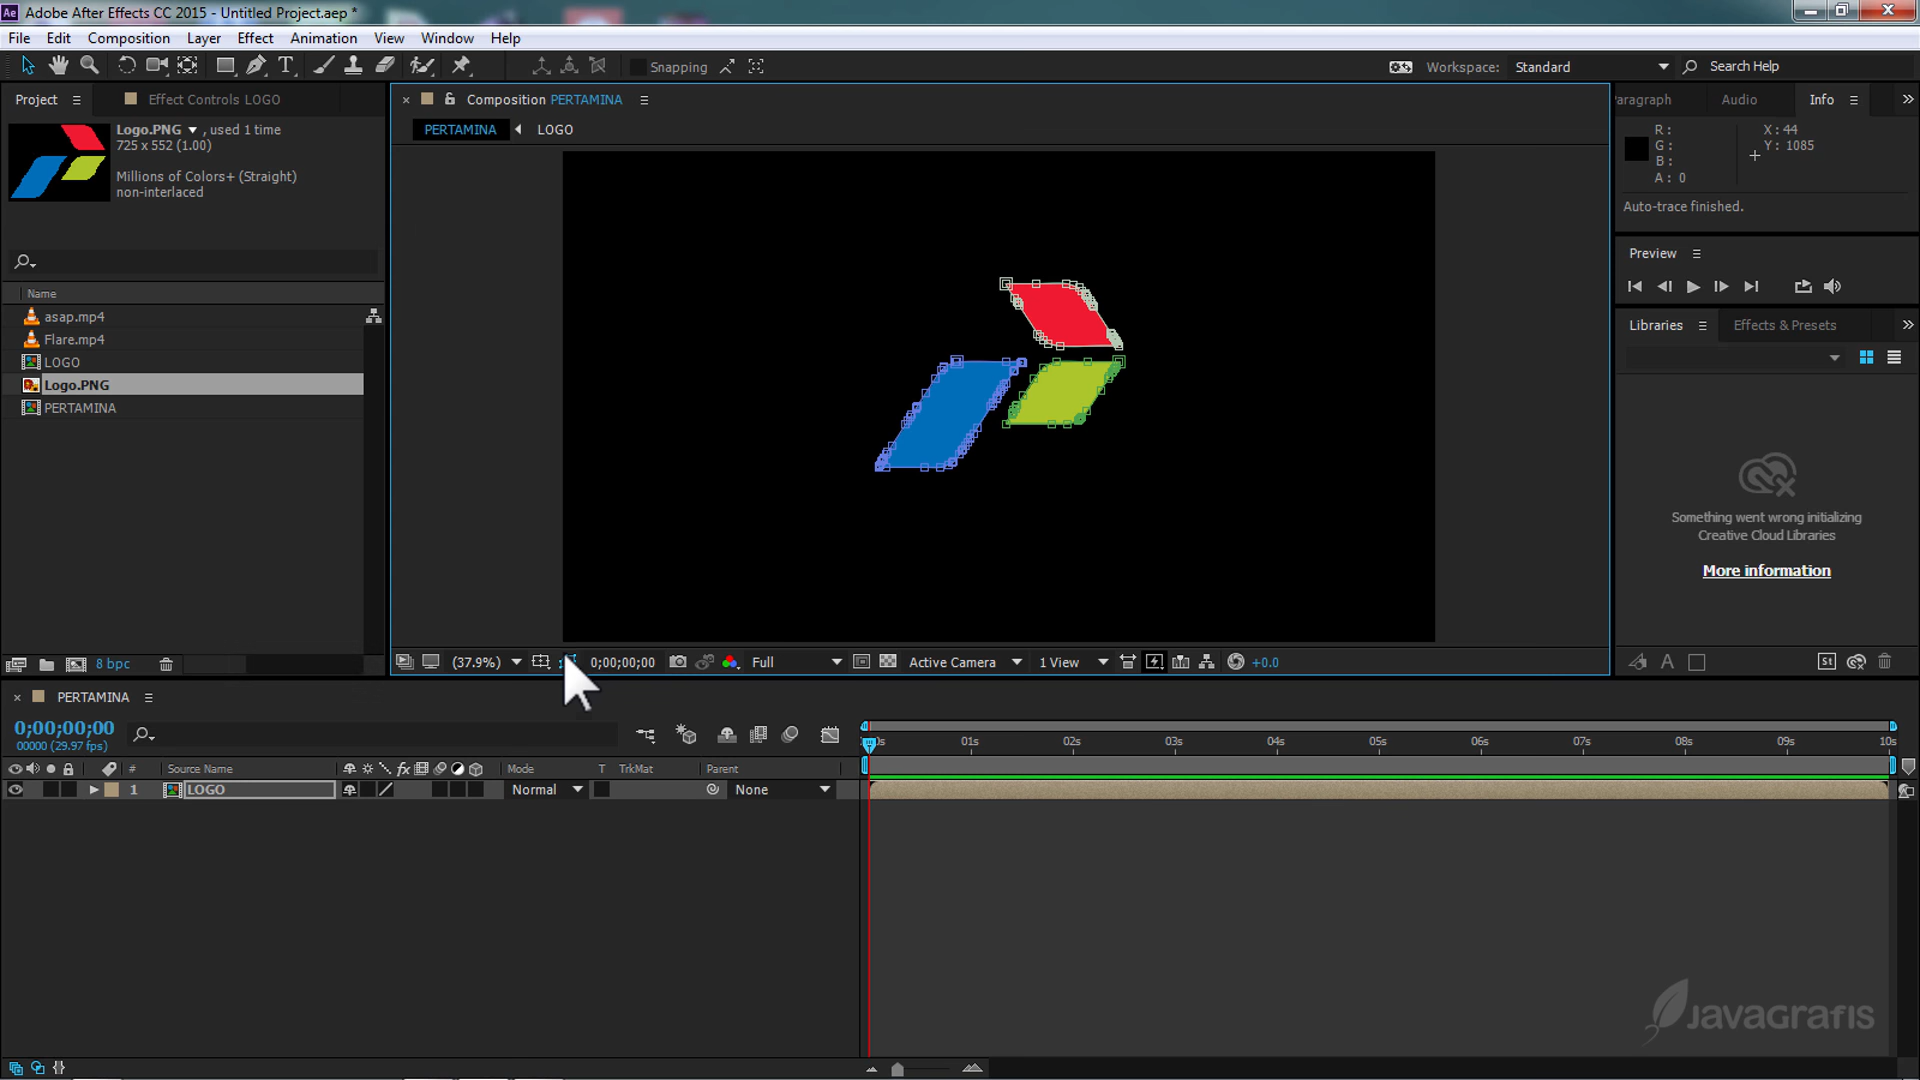 Adobe After Effects CC 2015 - Untitled Project.aep *
File Edit Composition Layer Effect Animation View Window Help
Snapping
Workspace: Standard
Search Help
Project
Effect Controls LOGO
Logo.PNG , used 1 time
725 x 552 (1.00)
Millions of Colors+ (Straight)
non-interlaced
Name
asap.mp4
Flare.mp4
LOGO
Logo.PNG
PERTAMINA
8 bpc
Composition PERTAMINA
PERTAMINA LOGO
(37.9%) 0;00;00;00 Full Active Camera 1 View +0.0
aragraph Audio Info
R: X: 44
G: Y: 1085
B:
A: 0
Auto-trace finished.
Preview
Libraries Effects & Presets
Something went wrong initializing
Creative Cloud Libraries
More information
St
PERTAMINA
0;00;00;00
00000 (29.97 fps)
01s 02s 03s 04s 05s 06s 07s 08s 09s 10s
# Source Name fx Mode T TrkMat Parent
1 LOGO Normal None
Javagrafis